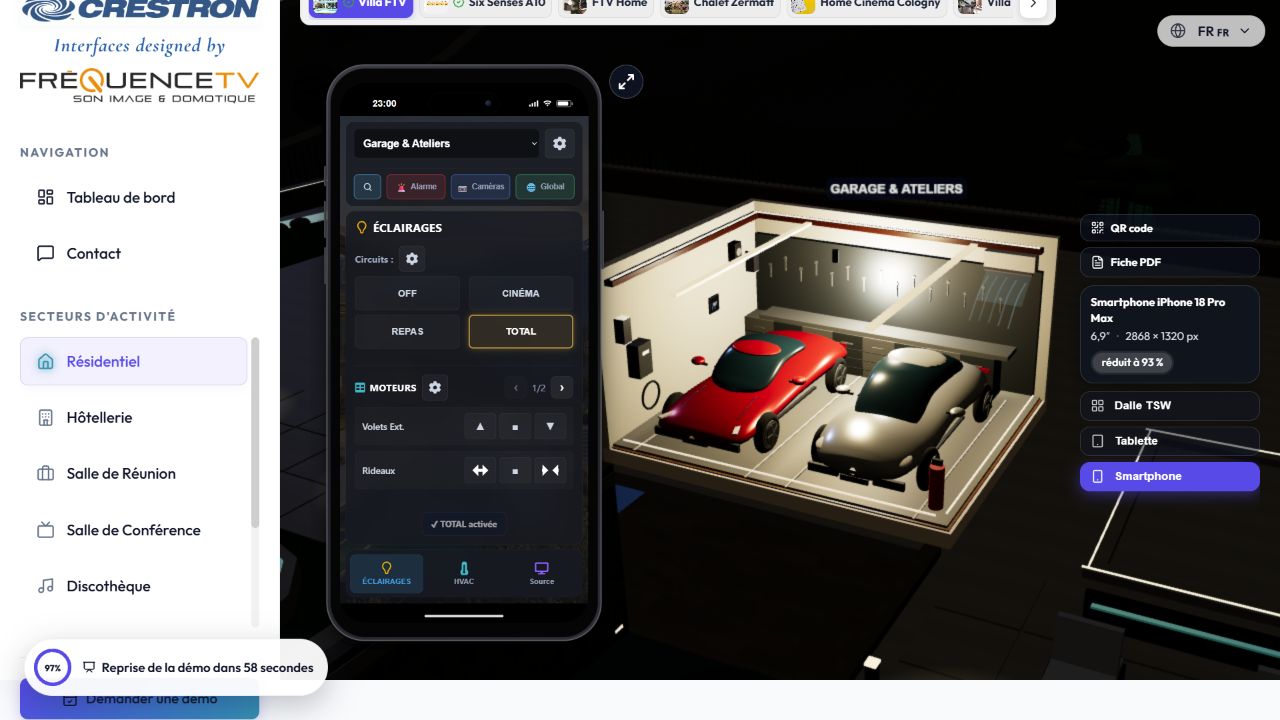 CRESTRON
Interfaces designed by
FRÉQUENCETV
SON IMAGE & DOMOTIQUE
NAVIGATION
Tableau de bord
Contact
SECTEURS D'ACTIVITÉ
Résidentiel
Hôtellerie
Salle de Réunion
Salle de Conférence
Discothèque
97%
Reprise de la démo dans 58 secondes
Demander une démo
Villa FTV
Six Senses A10
FTV Home
Chalet Zermatt
Home Cinema Cologny
Villa
FR FR
23:00
Garage & Ateliers
Alarme
Caméras
Global
ÉCLAIRAGES
Circuits :
OFF
CINÉMA
REPAS
TOTAL
MOTEURS
1/2
Volets Ext.
Rideaux
✓ TOTAL activée
ÉCLAIRAGES
HVAC
Source
GARAGE & ATELIERS
QR code
Fiche PDF
Smartphone iPhone 18 Pro
Max
6,9" · 2868 × 1320 px
réduit à 93 %
Dalle TSW
Tablette
Smartphone